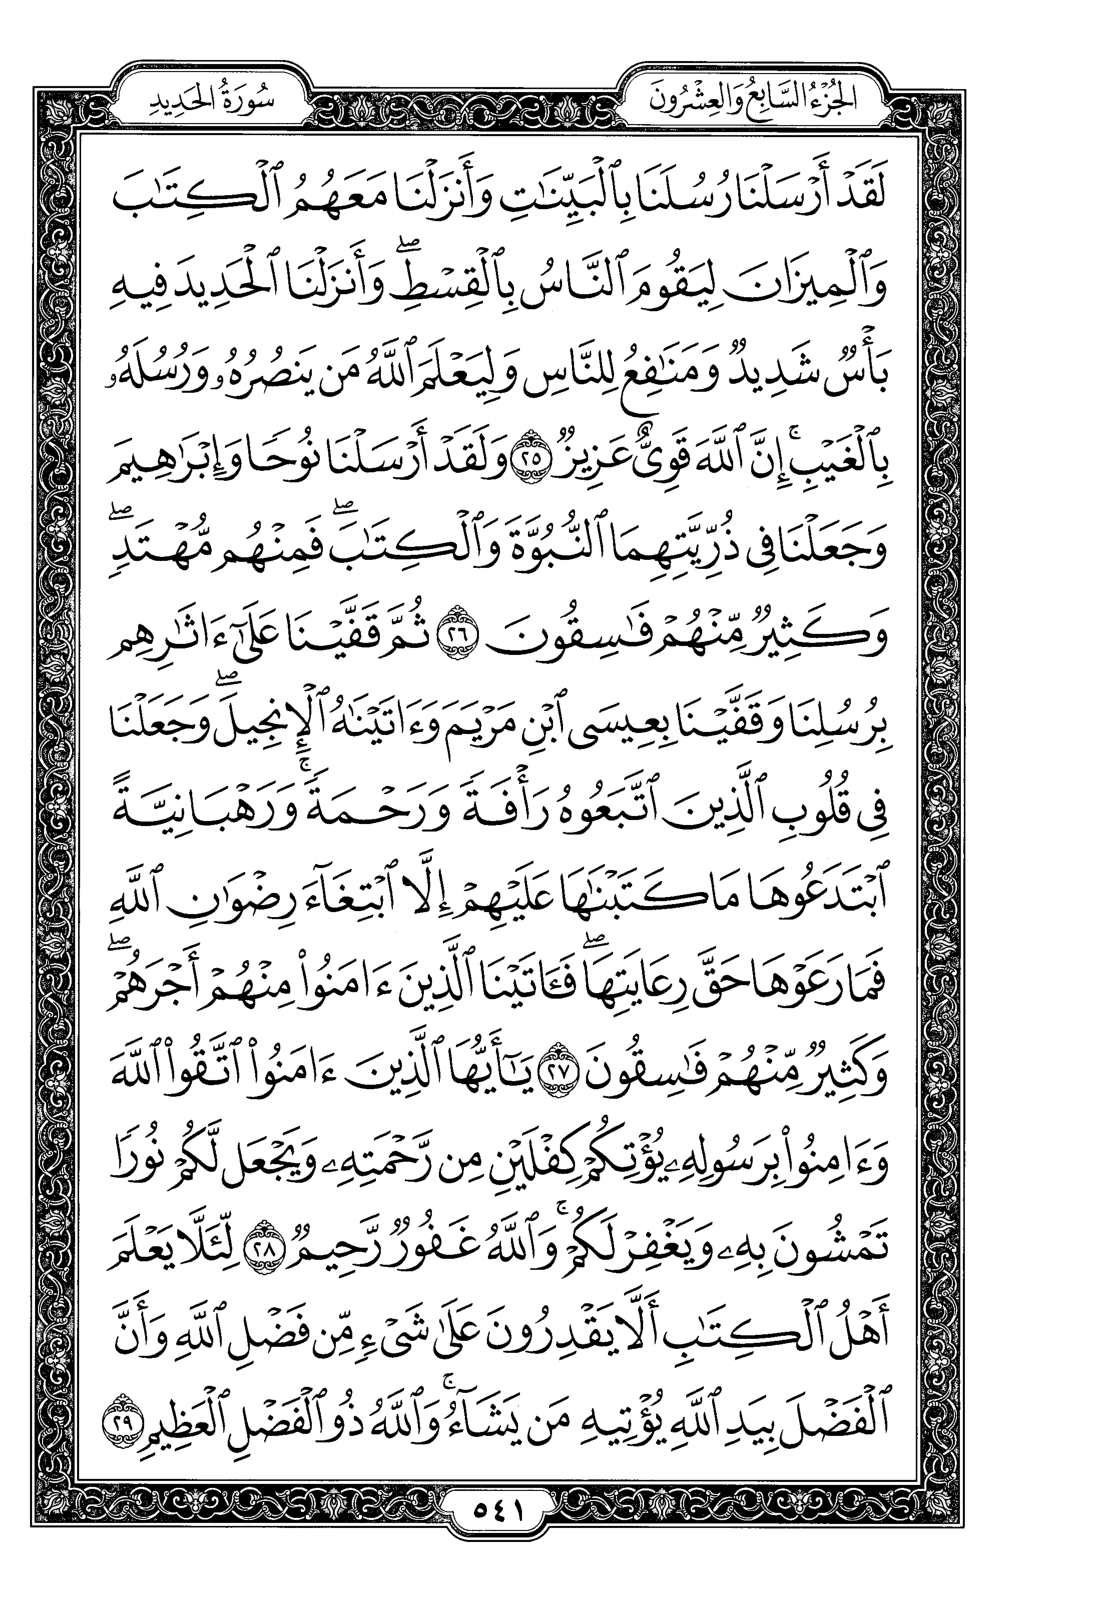 الجُزْءُ السَّابِعُ وَالعِشْرُونَ
سُورَةُ الحَدِيدِ
لَقَدْ أَرْسَلْنَا رُسُلَنَا بِٱلْبَيِّنَٰتِ وَأَنزَلْنَا مَعَهُمُ ٱلْكِتَٰبَ
وَٱلْمِيزَانَ لِيَقُومَ ٱلنَّاسُ بِٱلْقِسْطِۖ وَأَنزَلْنَا ٱلْحَدِيدَ فِيهِ
بَأْسٌ شَدِيدٌ وَمَنَٰفِعُ لِلنَّاسِ وَلِيَعْلَمَ ٱللَّهُ مَن يَنصُرُهُۥ وَرُسُلَهُۥ
بِٱلْغَيْبِۚ إِنَّ ٱللَّهَ قَوِىٌّ عَزِيزٌ ٢٥ وَلَقَدْ أَرْسَلْنَا نُوحًا وَإِبْرَٰهِيمَ
وَجَعَلْنَا فِى ذُرِّيَّتِهِمَا ٱلنُّبُوَّةَ وَٱلْكِتَٰبَۖ فَمِنْهُم مُّهْتَدٍۖ
وَكَثِيرٌ مِّنْهُمْ فَٰسِقُونَ ٢٦ ثُمَّ قَفَّيْنَا عَلَىٰٓ ءَاثَٰرِهِم
بِرُسُلِنَا وَقَفَّيْنَا بِعِيسَى ٱبْنِ مَرْيَمَ وَءَاتَيْنَٰهُ ٱلْإِنجِيلَۖ وَجَعَلْنَا
فِى قُلُوبِ ٱلَّذِينَ ٱتَّبَعُوهُ رَأْفَةً وَرَحْمَةًۚ وَرَهْبَانِيَّةً
ٱبْتَدَعُوهَا مَا كَتَبْنَٰهَا عَلَيْهِمْ إِلَّا ٱبْتِغَآءَ رِضْوَٰنِ ٱللَّهِ
فَمَا رَعَوْهَا حَقَّ رِعَايَتِهَاۖ فَـَٔاتَيْنَا ٱلَّذِينَ ءَامَنُوا۟ مِنْهُمْ أَجْرَهُمْۖ
وَكَثِيرٌ مِّنْهُمْ فَٰسِقُونَ ٢٧ يَٰٓأَيُّهَا ٱلَّذِينَ ءَامَنُوا۟ ٱتَّقُوا۟ ٱللَّهَ
وَءَامِنُوا۟ بِرَسُولِهِۦ يُؤْتِكُمْ كِفْلَيْنِ مِن رَّحْمَتِهِۦ وَيَجْعَل لَّكُمْ نُورًا
تَمْشُونَ بِهِۦ وَيَغْفِرْ لَكُمْۚ وَٱللَّهُ غَفُورٌ رَّحِيمٌ ٢٨ لِّئَلَّا يَعْلَمَ
أَهْلُ ٱلْكِتَٰبِ أَلَّا يَقْدِرُونَ عَلَىٰ شَىْءٍ مِّن فَضْلِ ٱللَّهِ وَأَنَّ
ٱلْفَضْلَ بِيَدِ ٱللَّهِ يُؤْتِيهِ مَن يَشَآءُۚ وَٱللَّهُ ذُو ٱلْفَضْلِ ٱلْعَظِيمِ ٢٩
٥٤١